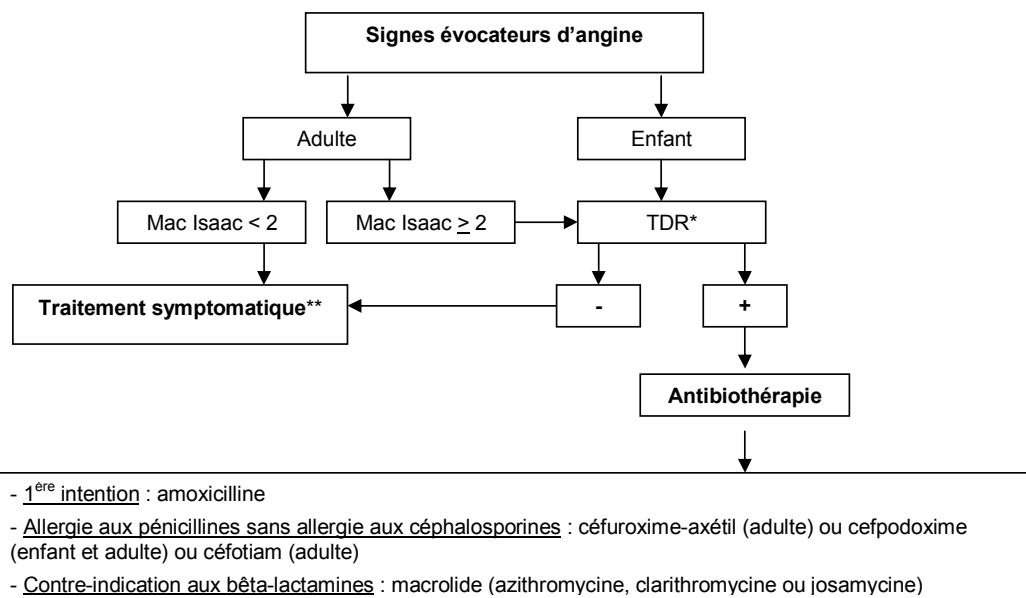 Signes évocateurs d’angine
Adulte
Enfant
Mac Isaac < 2
Mac Isaac ≥ 2
TDR*
Traitement symptomatique**
-
+
Antibiothérapie
- 1ère intention : amoxicilline
- Allergie aux pénicillines sans allergie aux céphalosporines : céfuroxime-axétil (adulte) ou cefpodoxime
(enfant et adulte) ou céfotiam (adulte)
- Contre-indication aux bêta-lactamines : macrolide (azithromycine, clarithromycine ou josamycine)